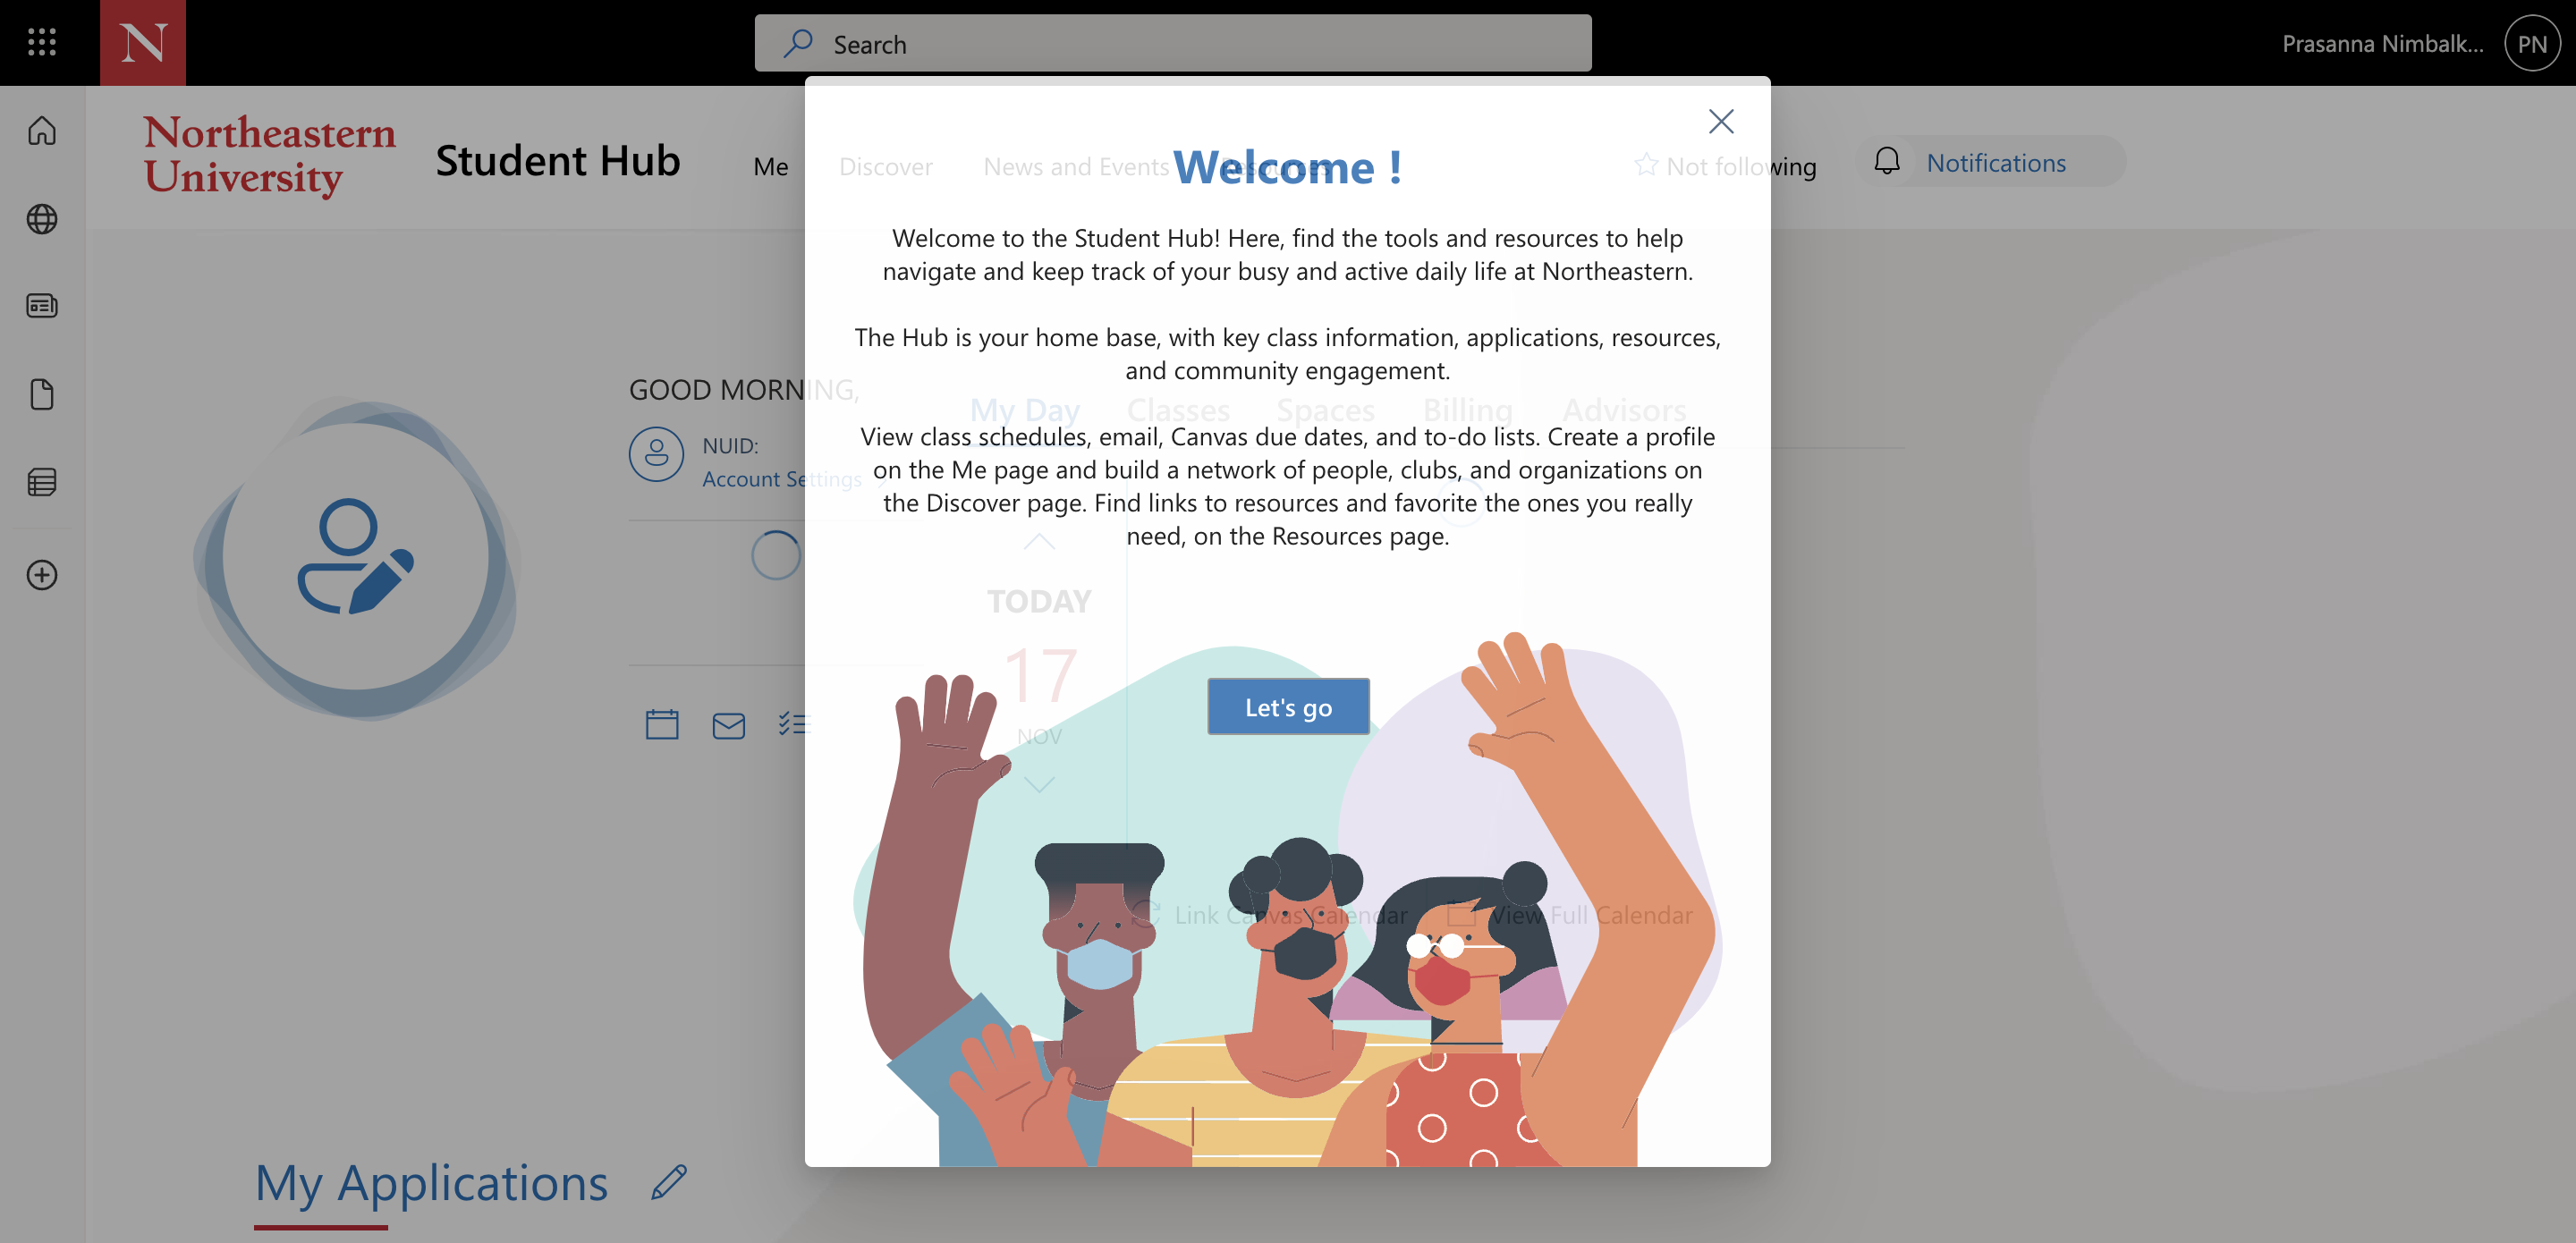 N
Search
Prasanna Nimbalk...
PN
Northeastern
University
Student Hub
Me
Discover
News and Events
Resources
Not following
Notifications
Welcome !
Welcome to the Student Hub! Here, find the tools and resources to help
navigate and keep track of your busy and active daily life at Northeastern.
The Hub is your home base, with key class information, applications, resources,
and community engagement.
View class schedules, email, Canvas due dates, and to-do lists. Create a profile
on the Me page and build a network of people, clubs, and organizations on
the Discover page. Find links to resources and favorite the ones you really
need, on the Resources page.
Let's go
GOOD MORNING,
NUID:
Account Settings
My Day
Classes
Spaces
Billing
Advisors
TODAY
17
NOV
Link Canvas Calendar
View Full Calendar
My Applications